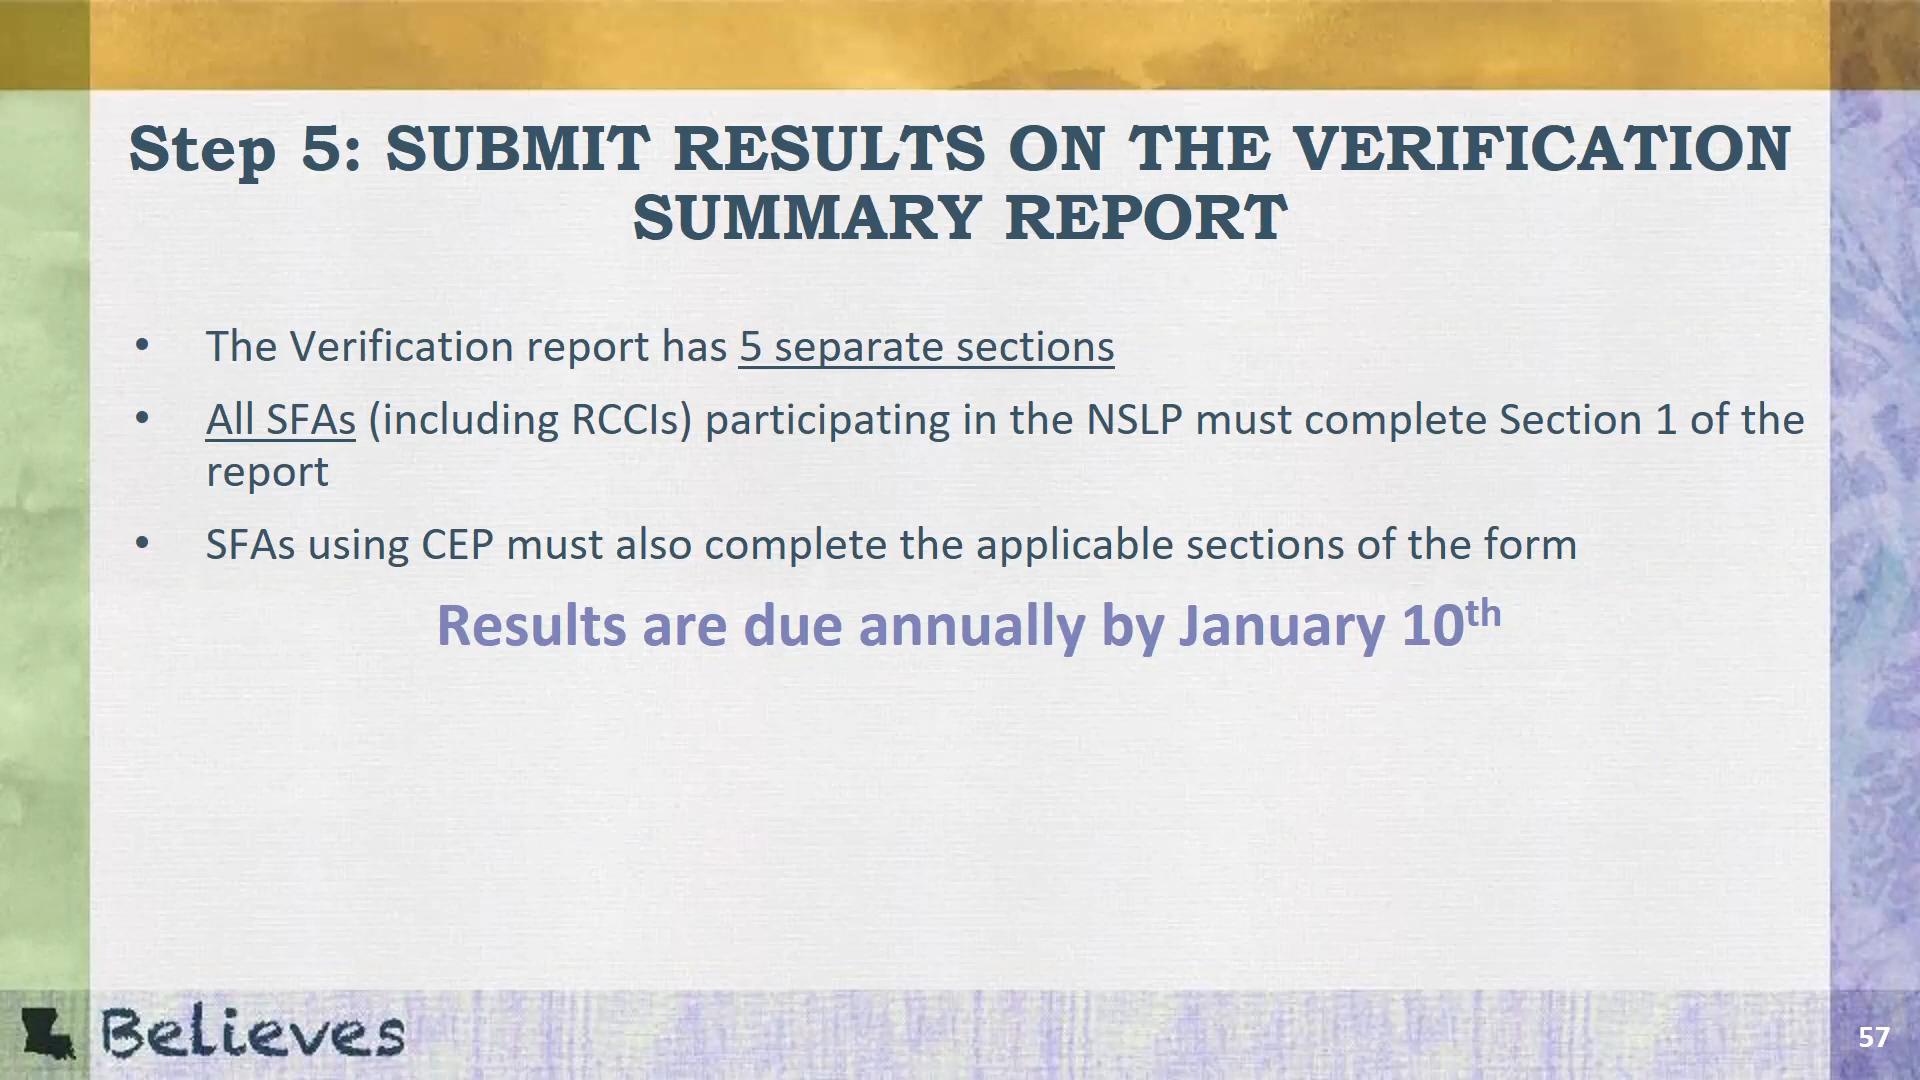 Step 5: SUBMIT RESULTS ON THE VERIFICATION
SUMMARY REPORT
• The Verification report has 5 separate sections
• All SFAs (including RCCIs) participating in the NSLP must complete Section 1 of the
report
• SFAs using CEP must also complete the applicable sections of the form
Results are due annually by January 10th
Believes
57